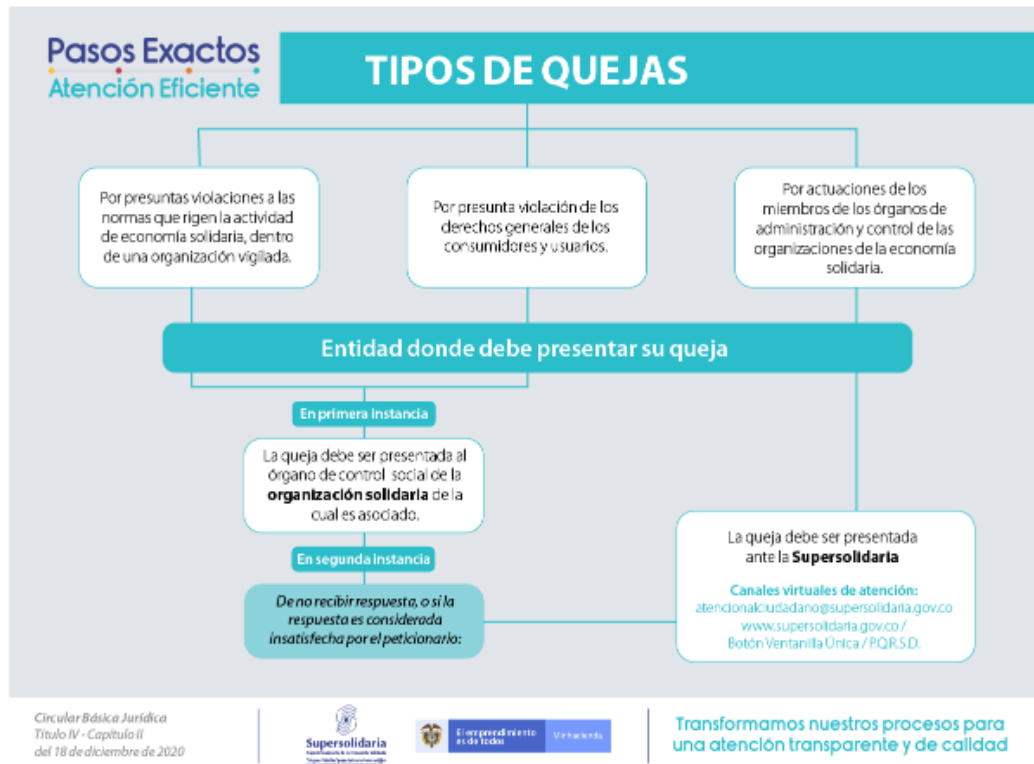 Pasos Exactos
Atención Eficiente
TIPOS DE QUEJAS
Por presuntas violaciones a las
normas que rigen la actividad
de economía solidaria, dentro
de una organización vigilada.
Por presunta violación de los
derechos generales de los
consumidores y usuarios.
Por actuaciones de los
miembros de los órganos de
administración y control de las
organizaciones de la economía
solidaria.
Entidad donde debe presentar su queja
En primera instancia
La queja debe ser presentada al
órgano de control social de la
organización solidaria de la
cual es asociado.
En segunda instancia
De no recibir respuesta, o si la
respuesta es considerada
insatisfecha por el peticionario:
La queja debe ser presentada
ante la Supersolidaria
Canales virtuales de atención:
atencionalciudadano@supersolidaria.gov.co
www.supersolidaria.gov.co /
Botón Ventanilla Única / P.Q.R.S.D.
Circular Básica Jurídica
Título IV - Capítulo II
del 18 de diciembre de 2020
Supersolidaria
El emprendimiento
es de todos
Minhacienda
Transformamos nuestros procesos para
una atención transparente y de calidad